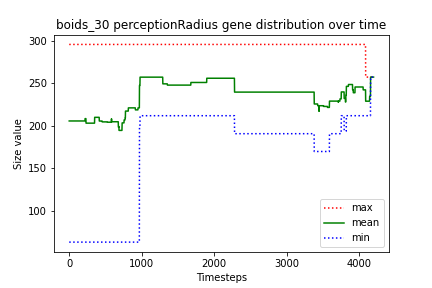 boids_30 perceptionRadius gene distribution over time
300
250
200
150
100
Size value
0
1000
2000
3000
4000
Timesteps
max
mean
min